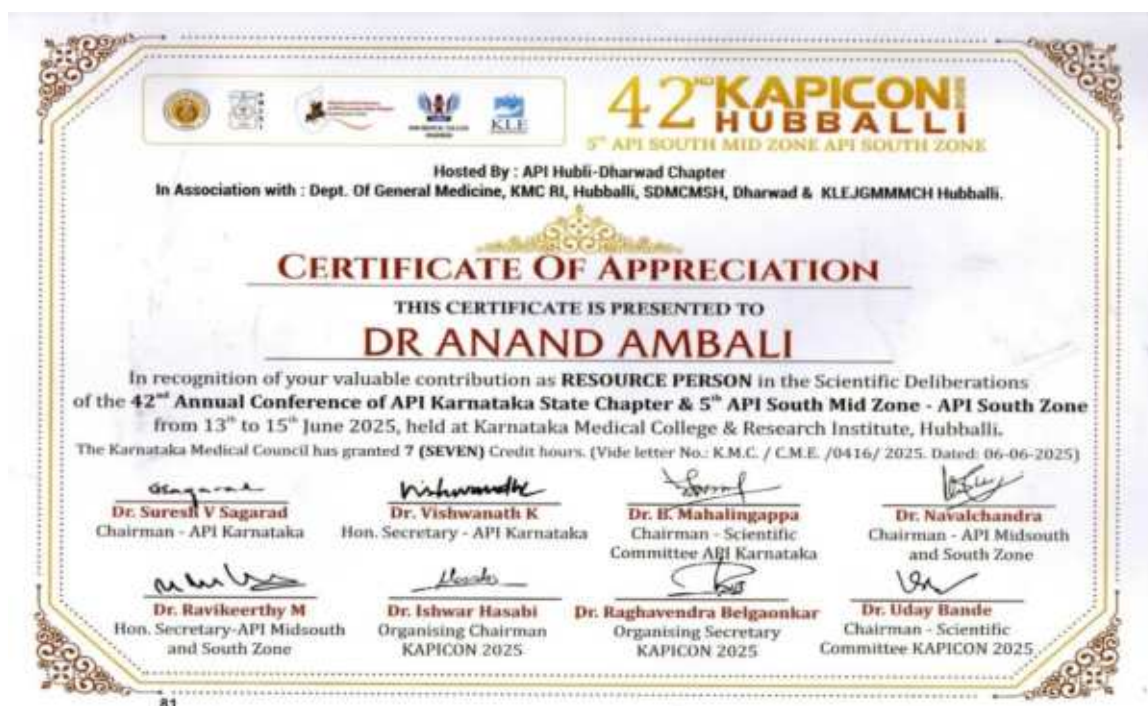 42ND KAPICON
HUBBALLI
5th API SOUTH MID ZONE API SOUTH ZONE
KLE
Hosted By : API Hubli-Dharwad Chapter
In Association with : Dept. Of General Medicine, KMC RI, Hubballi, SDMCMSH, Dharwad & KLEJGMMMCH Hubballi.
CERTIFICATE OF APPRECIATION
THIS CERTIFICATE IS PRESENTED TO
DR ANAND AMBALI
In recognition of your valuable contribution as RESOURCE PERSON in the Scientific Deliberations
of the 42nd Annual Conference of API Karnataka State Chapter & 5th API South Mid Zone - API South Zone
from 13th to 15th June 2025, held at Karnataka Medical College & Research Institute, Hubballi.
The Karnataka Medical Council has granted 7 (SEVEN) Credit hours. (Vide letter No.: K.M.C. / C.M.E. /0416/ 2025. Dated: 06-06-2025)
Dr. Suresh V Sagarad
Chairman - API Karnataka
Dr. Vishwanath K
Hon. Secretary - API Karnataka
Dr. B. Mahalingappa
Chairman - Scientific
Committee API Karnataka
Dr. Navalchandra
Chairman - API Midsouth
and South Zone
Dr. Ravikeerthy M
Hon. Secretary-API Midsouth
and South Zone
Dr. Ishwar Hasabi
Organising Chairman
KAPICON 2025
Dr. Raghavendra Belgaonkar
Organising Secretary
KAPICON 2025
Dr. Uday Bande
Chairman - Scientific
Committee KAPICON 2025
81